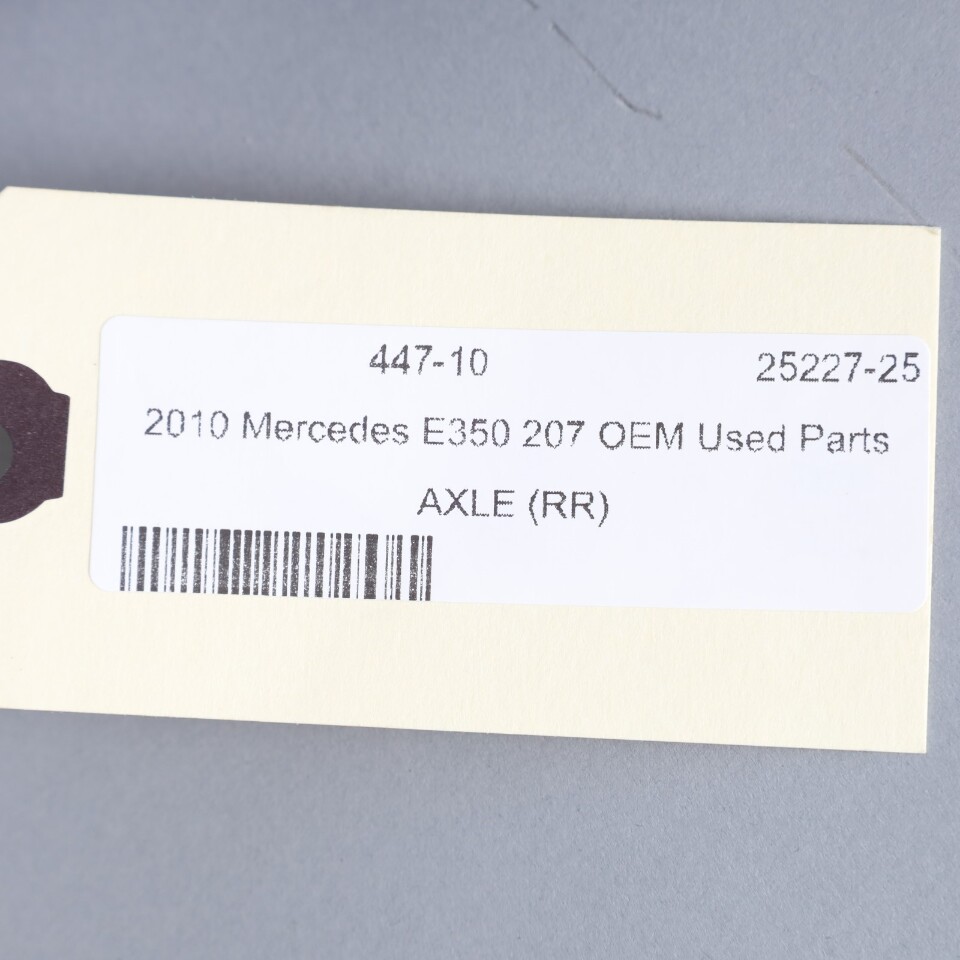 447-10 25227-25
2010 Mercedes E350 207 OEM Used Parts
AXLE (RR)